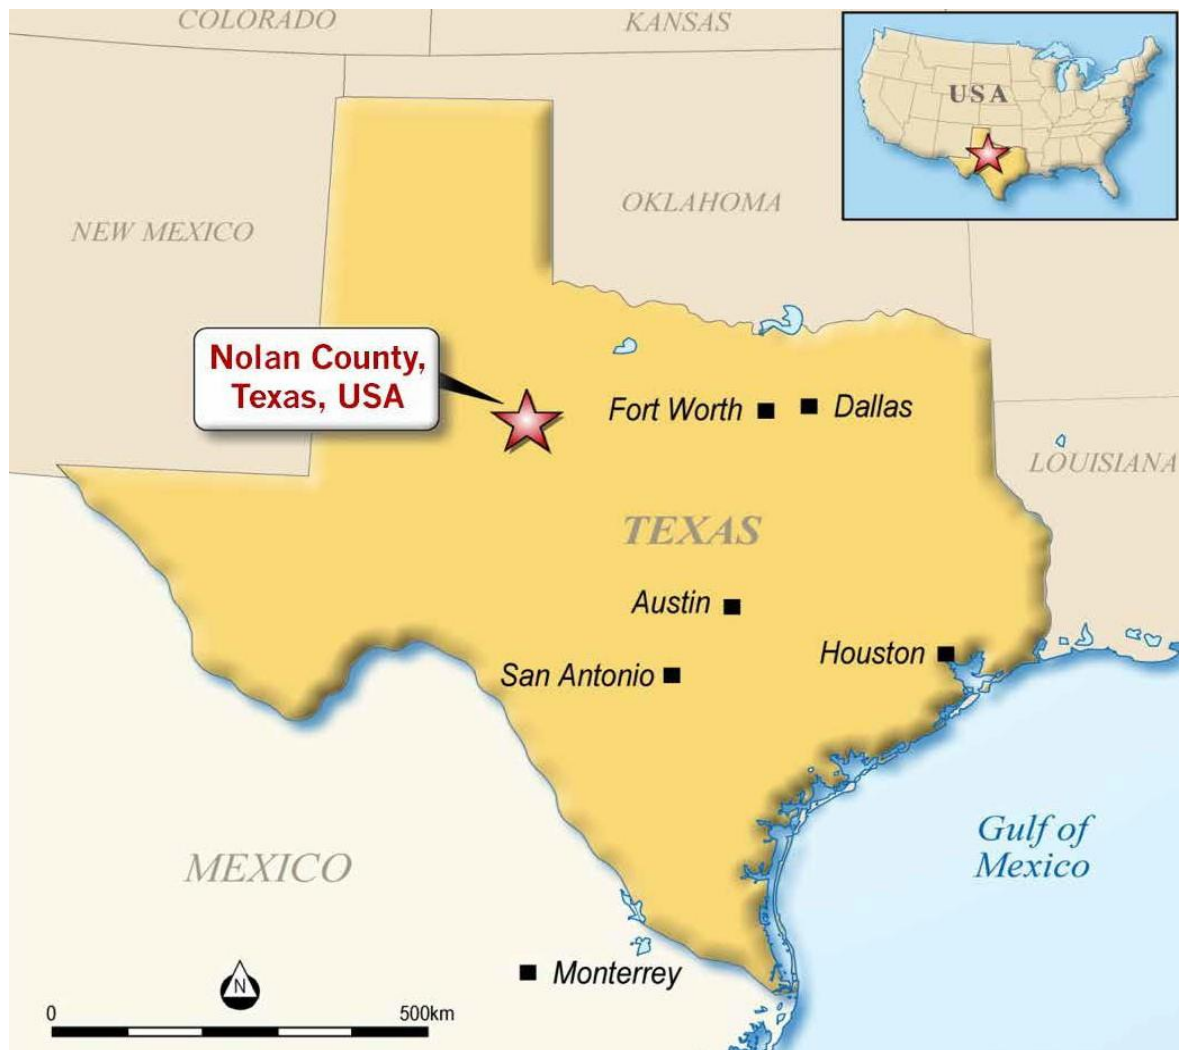 COLORADO
KANSAS
USA
NEW MEXICO
OKLAHOMA
Nolan County,
Texas, USA
Fort Worth
Dallas
LOUISIANA
TEXAS
Austin
Houston
San Antonio
Gulf of
Mexico
MEXICO
Monterrey
N
0
500km